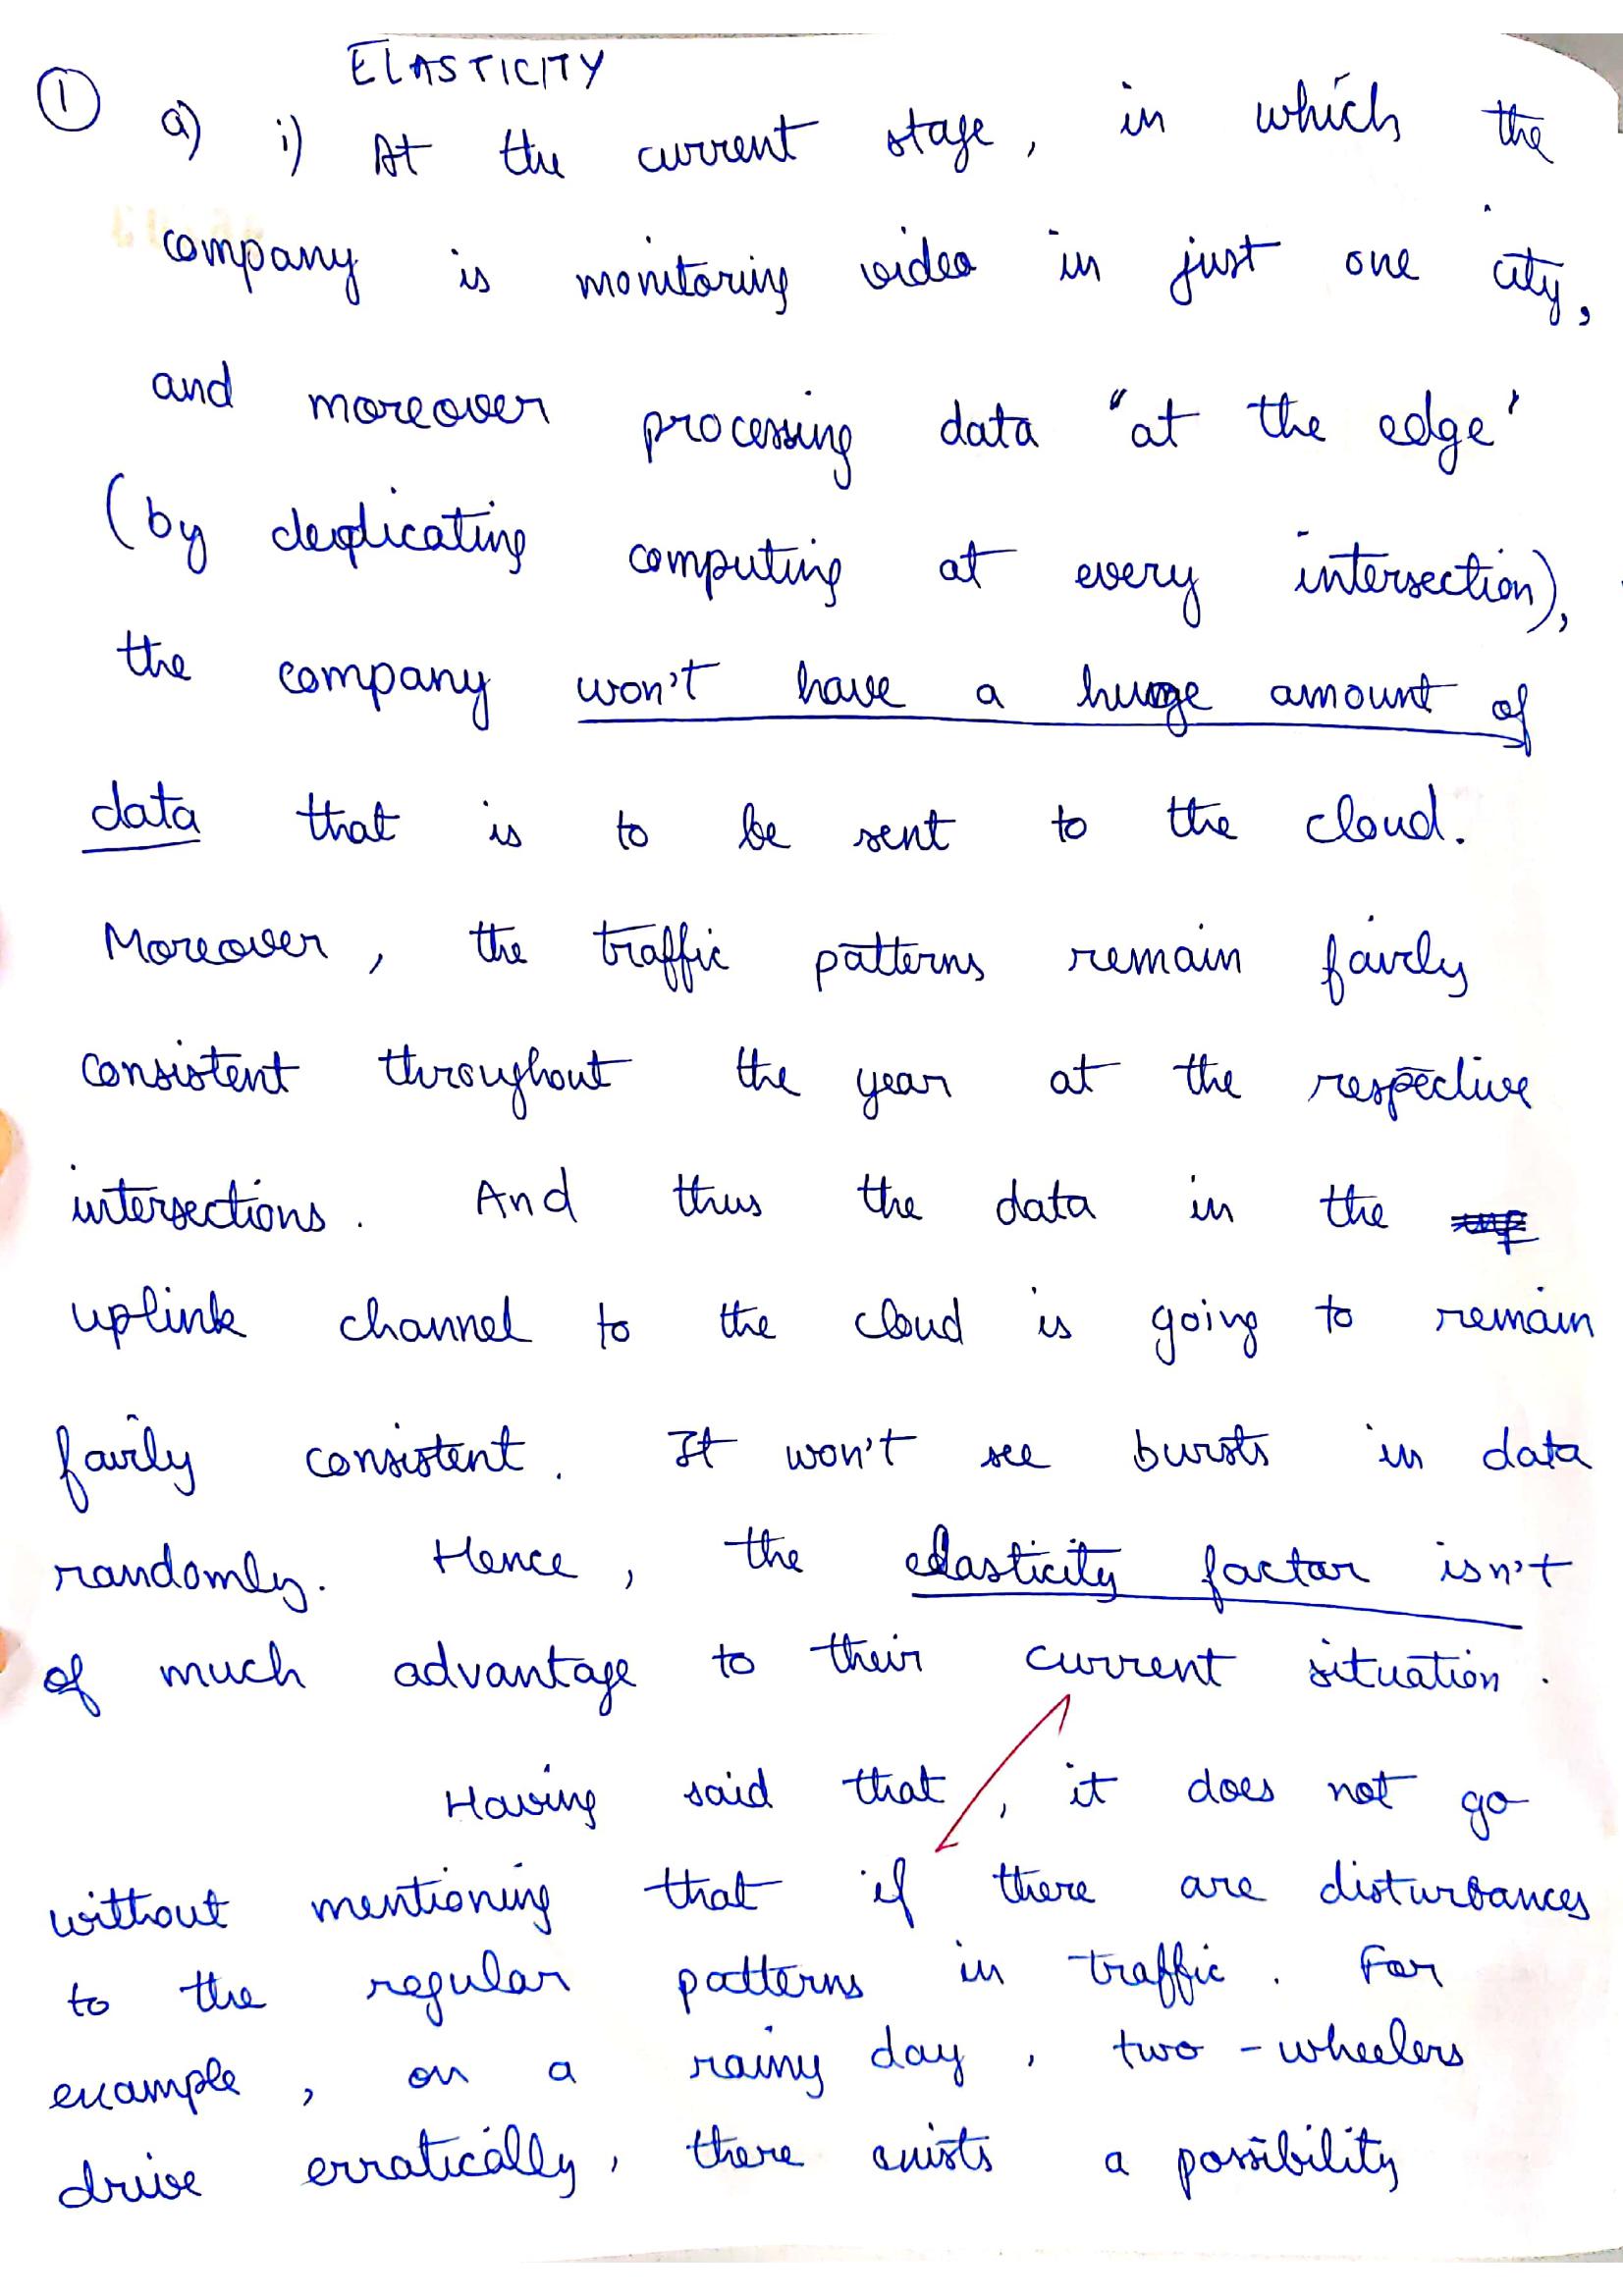 ELASTICITY
① a) i) At the current stage, in which the
company is monitoring video in just one city,
and moreover processing data "at the edge'
(by deplicating computing at every intersection),
the company won't have a huge amount of
data that is to be sent to the cloud.
Moreover, the traffic patterns remain fairly
consistent throughout the year at the respective
intersections. And thus the data in the
uplink channel to the cloud is going to remain
fairly consistent. It won't see bursts in data
randomly. Hence, the elasticity factor isn't
of much advantage to their current situation.
Having said that, it does not go
without mentioning that if there are disturbances
to the regular patterns in traffic. For
example, on a rainy day, two-wheelers
drive erratically, there exists a possibility